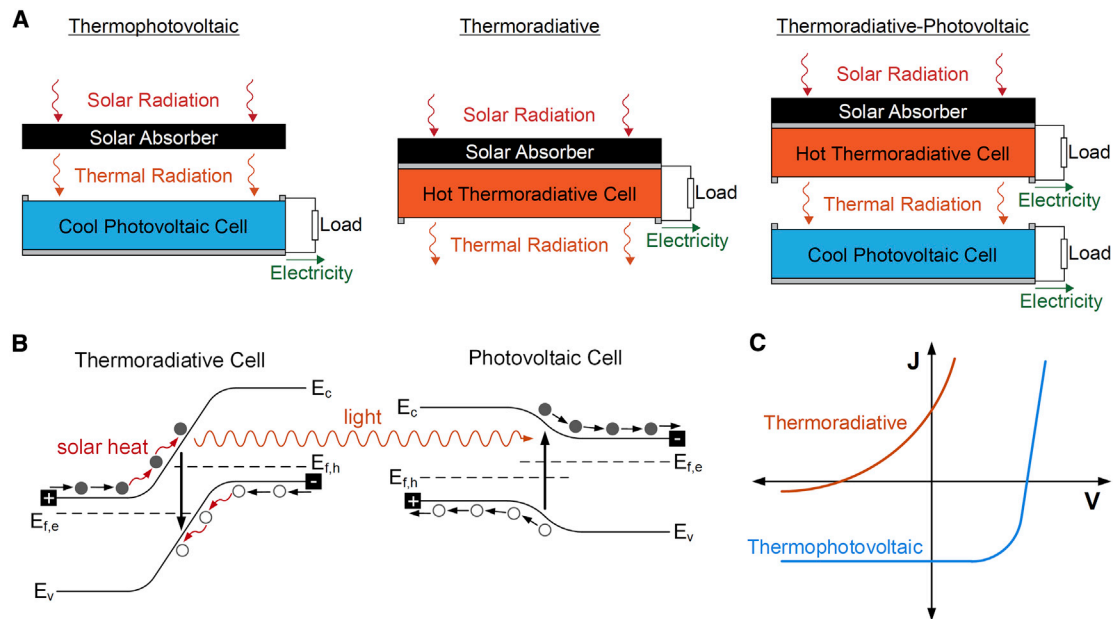 A
Thermophotovoltaic
Solar Radiation
Solar Absorber
Thermal Radiation
Cool Photovoltaic Cell
Load
Electricity
Thermoradiative
Solar Radiation
Solar Absorber
Hot Thermoradiative Cell
Load
Electricity
Thermal Radiation
Thermoradiative-Photovoltaic
Solar Radiation
Solar Absorber
Hot Thermoradiative Cell
Load
Electricity
Thermal Radiation
Cool Photovoltaic Cell
Load
Electricity
B
Thermoradiative Cell
Ec
solar heat
light
Ef,h
+
-
Ef,e
Ev
Photovoltaic Cell
Ec
-
Ef,e
Ef,h
+
Ev
C
J
Thermoradiative
V
Thermophotovoltaic